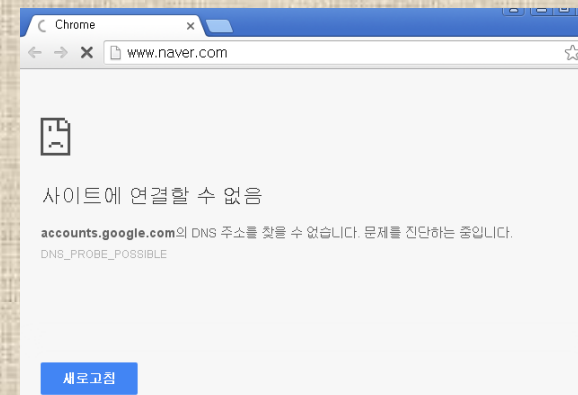 Chrome
www.naver.com
사이트에 연결할 수 없음
accounts.google.com의 DNS 주소를 찾을 수 없습니다. 문제를 진단하는 중입니다.
DNS_PROBE_POSSIBLE
새로고침